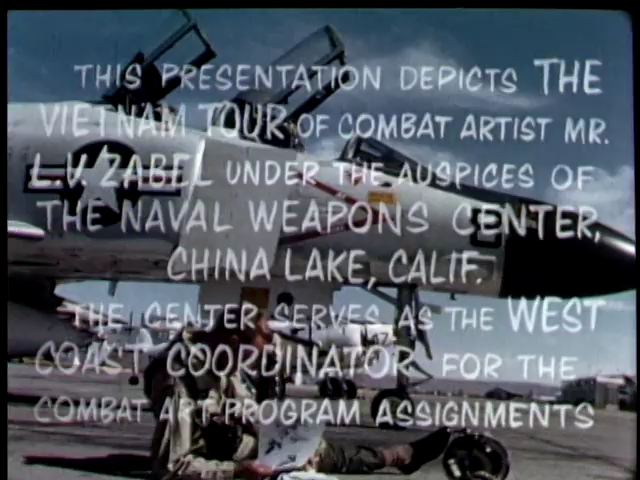 THIS PRESENTATION DEPICTS THE
VIETNAM TOUR OF COMBAT ARTIST MR.
L.V. ZABEL UNDER THE AUSPICES OF
THE NAVAL WEAPONS CENTER,
CHINA LAKE, CALIF.
THE CENTER SERVES AS THE WEST
COAST COORDINATOR FOR THE
COMBAT ART PROGRAM ASSIGNMENTS